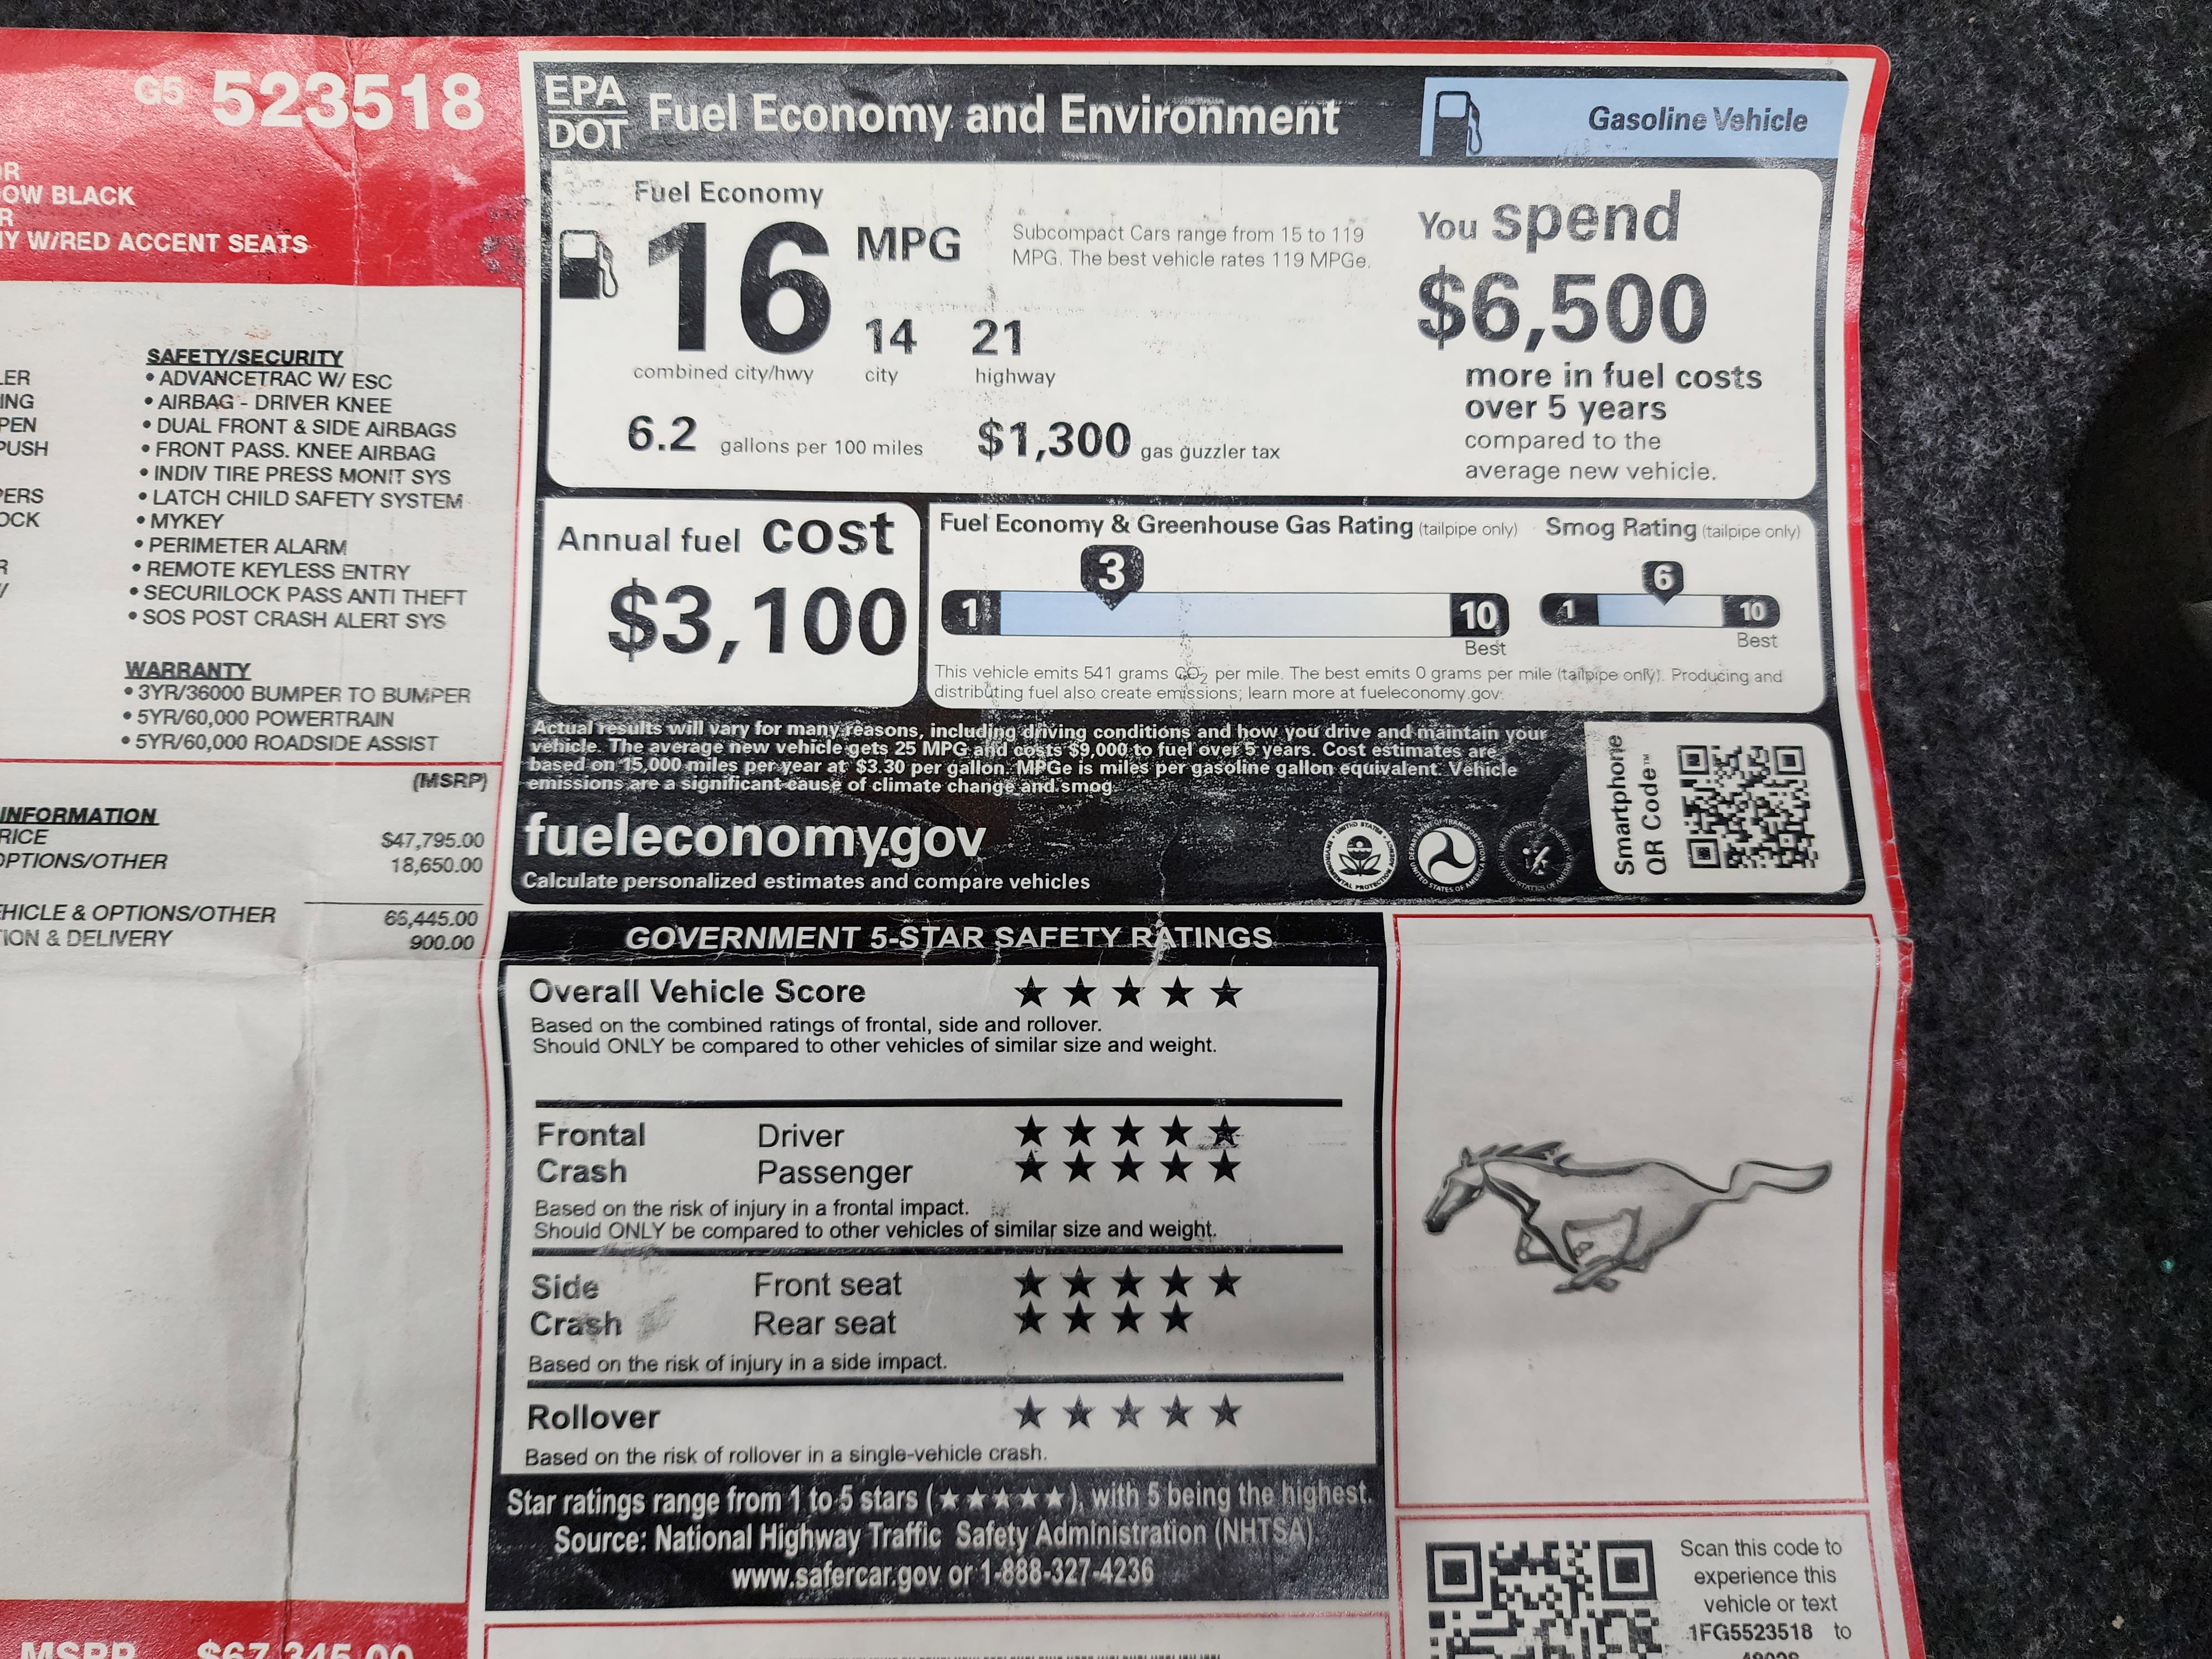 G5 523518
OW BLACK
W/RED ACCENT SEATS
SAFETY/SECURITY
• ADVANCETRAC W/ ESC
• AIRBAG - DRIVER KNEE
• DUAL FRONT & SIDE AIRBAGS
• FRONT PASS. KNEE AIRBAG
• INDIV TIRE PRESS MONIT SYS
• LATCH CHILD SAFETY SYSTEM
• MYKEY
• PERIMETER ALARM
• REMOTE KEYLESS ENTRY
• SECURILOCK PASS ANTI THEFT
• SOS POST CRASH ALERT SYS
WARRANTY
• 3YR/36000 BUMPER TO BUMPER
• 5YR/60,000 POWERTRAIN
• 5YR/60,000 ROADSIDE ASSIST
(MSRP)
INFORMATION
RICE $47,795.00
OPTIONS/OTHER 18,650.00
EHICLE & OPTIONS/OTHER 66,445.00
ION & DELIVERY 900.00
MSRP $67,345.00
EPA
DOT
Fuel Economy and Environment
Gasoline Vehicle
Fuel Economy
16 MPG
combined city/hwy
14
city
21
highway
Subcompact Cars range from 15 to 119
MPG. The best vehicle rates 119 MPGe.
6.2 gallons per 100 miles
$1,300 gas guzzler tax
You spend
$6,500
more in fuel costs
over 5 years
compared to the
average new vehicle.
Annual fuel cost
$3,100
Fuel Economy & Greenhouse Gas Rating (tailpipe only)
3
1 10
Best
Smog Rating (tailpipe only)
6
1 10
Best
This vehicle emits 541 grams CO2 per mile. The best emits 0 grams per mile (tailpipe only). Producing and
distributing fuel also create emissions; learn more at fueleconomy.gov.
Actual results will vary for many reasons, including driving conditions and how you drive and maintain your
vehicle. The average new vehicle gets 25 MPG and costs $9,000 to fuel over 5 years. Cost estimates are
based on 15,000 miles per year at $3.30 per gallon. MPGe is miles per gasoline gallon equivalent. Vehicle
emissions are a significant cause of climate change and smog.
fueleconomy.gov
Calculate personalized estimates and compare vehicles
Smartphone
QR Code™
GOVERNMENT 5-STAR SAFETY RATINGS
Overall Vehicle Score ★★★★★
Based on the combined ratings of frontal, side and rollover.
Should ONLY be compared to other vehicles of similar size and weight.
Frontal Driver ★★★★★
Crash Passenger ★★★★★
Based on the risk of injury in a frontal impact.
Should ONLY be compared to other vehicles of similar size and weight.
Side Front seat ★★★★★
Crash Rear seat ★★★★
Based on the risk of injury in a side impact.
Rollover ★★★★★
Based on the risk of rollover in a single-vehicle crash.
Star ratings range from 1 to 5 stars (★★★★★), with 5 being the highest.
Source: National Highway Traffic Safety Administration (NHTSA)
www.safercar.gov or 1-888-327-4236
Scan this code to
experience this
vehicle or text
1FG5523518 to